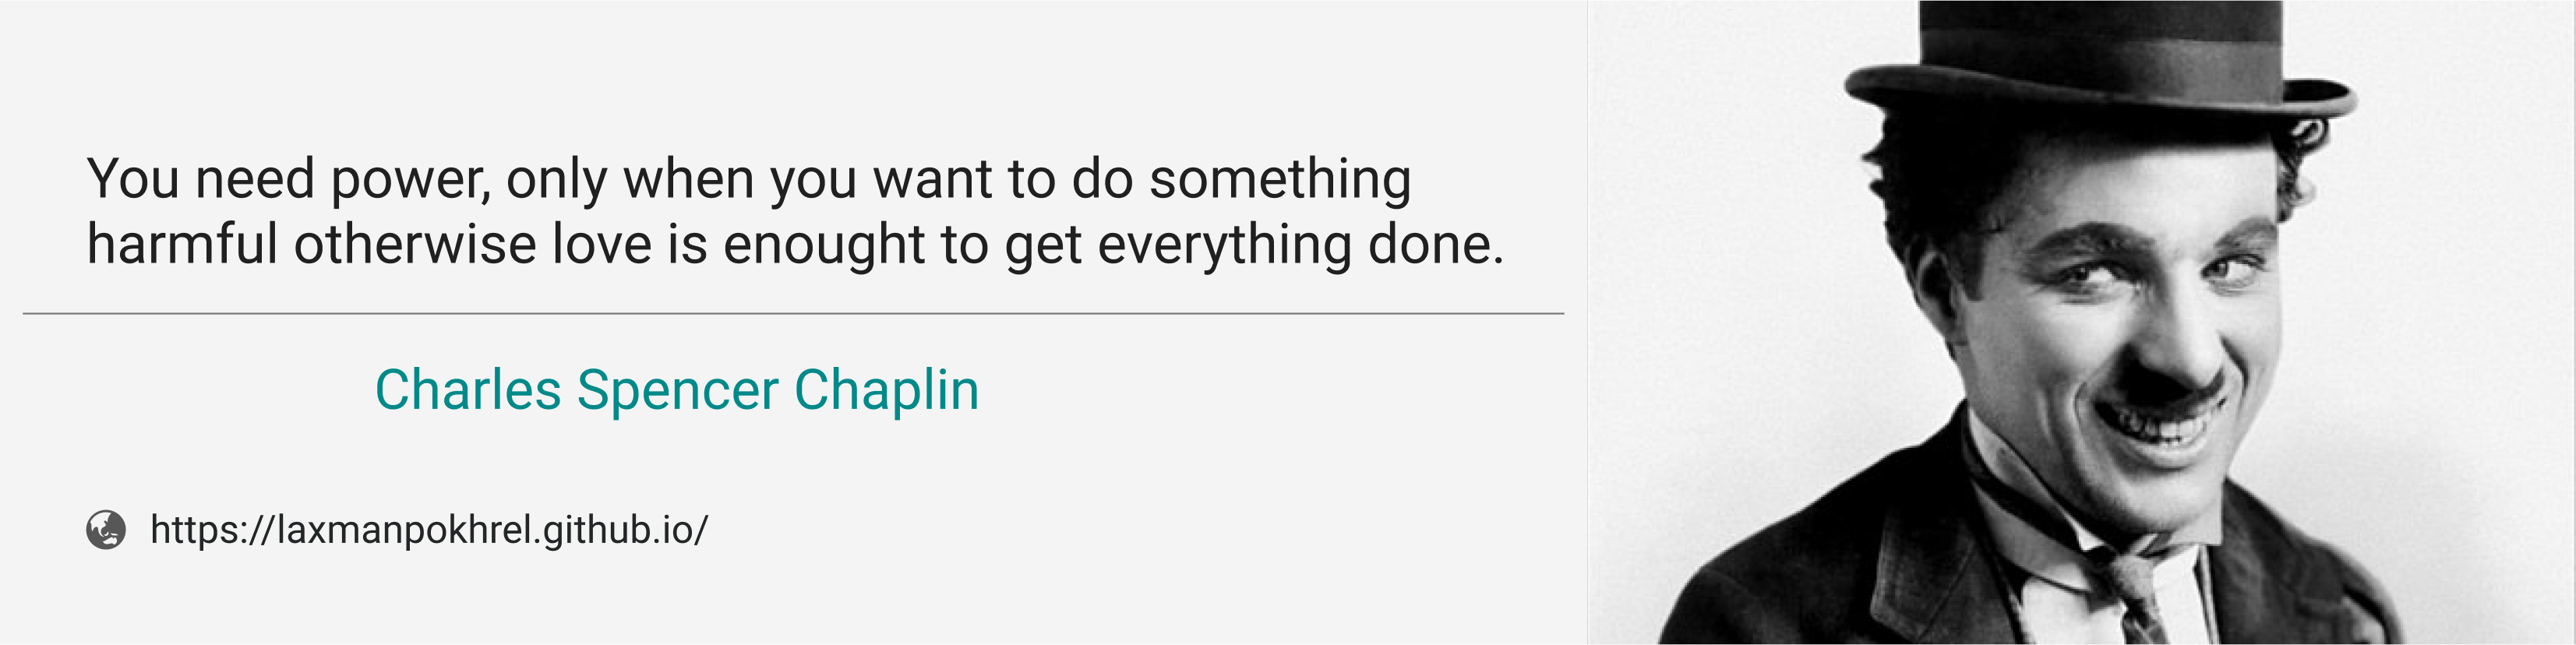 You need power, only when you want to do something
harmful otherwise love is enought to get everything done.
Charles Spencer Chaplin
https://laxmanpokhrel.github.io/